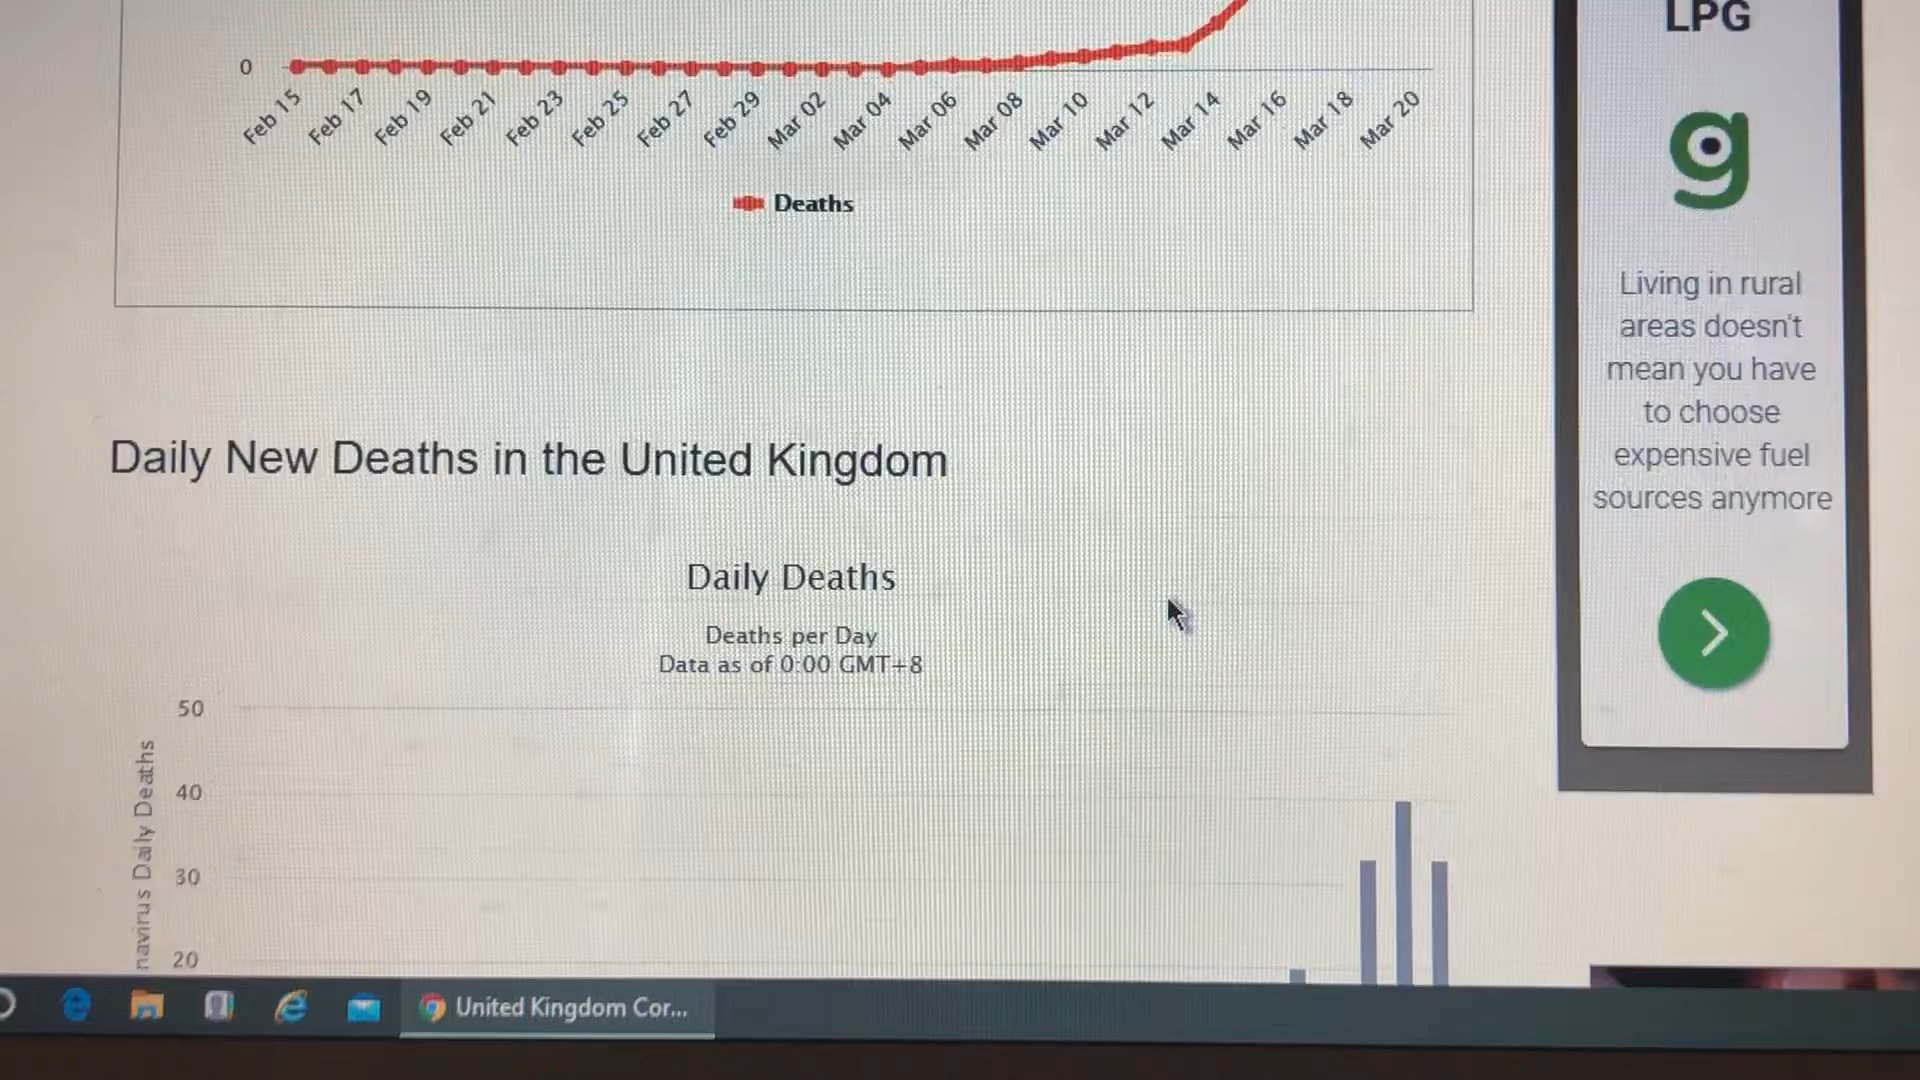 0
Feb 15 Feb 17 Feb 19 Feb 21 Feb 23 Feb 25 Feb 27 Feb 29 Mar 02 Mar 04 Mar 06 Mar 08 Mar 10 Mar 12 Mar 14 Mar 16 Mar 18 Mar 20
Deaths
Daily New Deaths in the United Kingdom
Daily Deaths
Deaths per Day
Data as of 0:00 GMT+8
50
40
30
20
navirus Daily Deaths
LPG
g
Living in rural
areas doesn't
mean you have
to choose
expensive fuel
sources anymore
United Kingdom Cor...